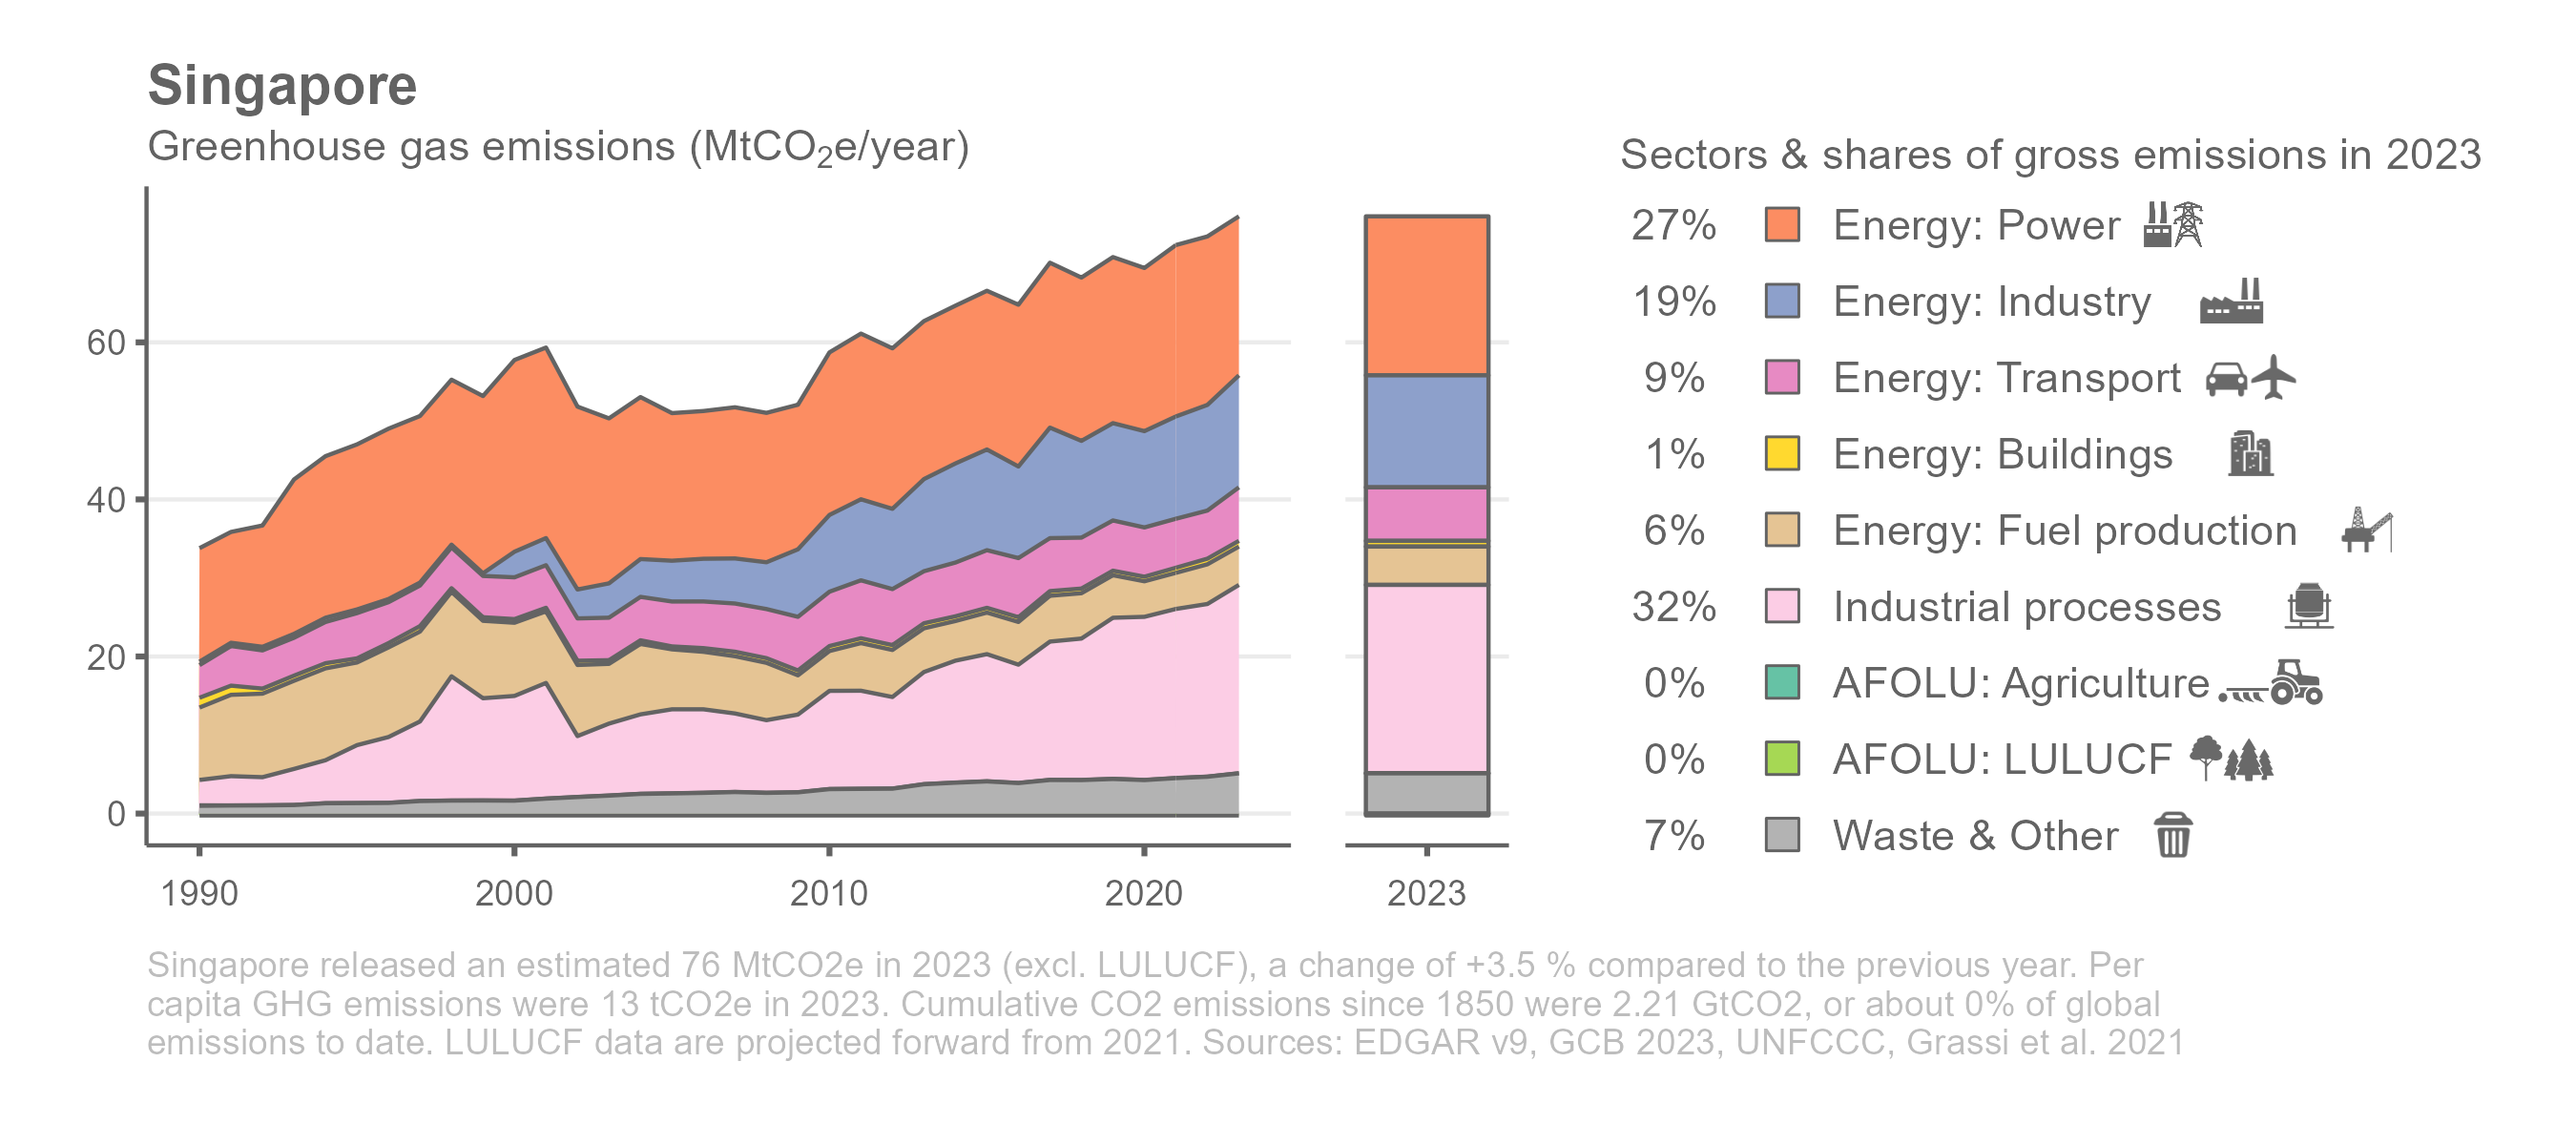 Singapore
Greenhouse gas emissions (MtCO₂e/year)
Sectors & shares of gross emissions in 2023
27% Energy: Power
19% Energy: Industry
9% Energy: Transport
1% Energy: Buildings
6% Energy: Fuel production
32% Industrial processes
0% AFOLU: Agriculture
0% AFOLU: LULUCF
7% Waste & Other
60
40
20
0
1990 2000 2010 2020 2023
Singapore released an estimated 76 MtCO2e in 2023 (excl. LULUCF), a change of +3.5 % compared to the previous year. Per
capita GHG emissions were 13 tCO2e in 2023. Cumulative CO2 emissions since 1850 were 2.21 GtCO2, or about 0% of global
emissions to date. LULUCF data are projected forward from 2021. Sources: EDGAR v9, GCB 2023, UNFCCC, Grassi et al. 2021